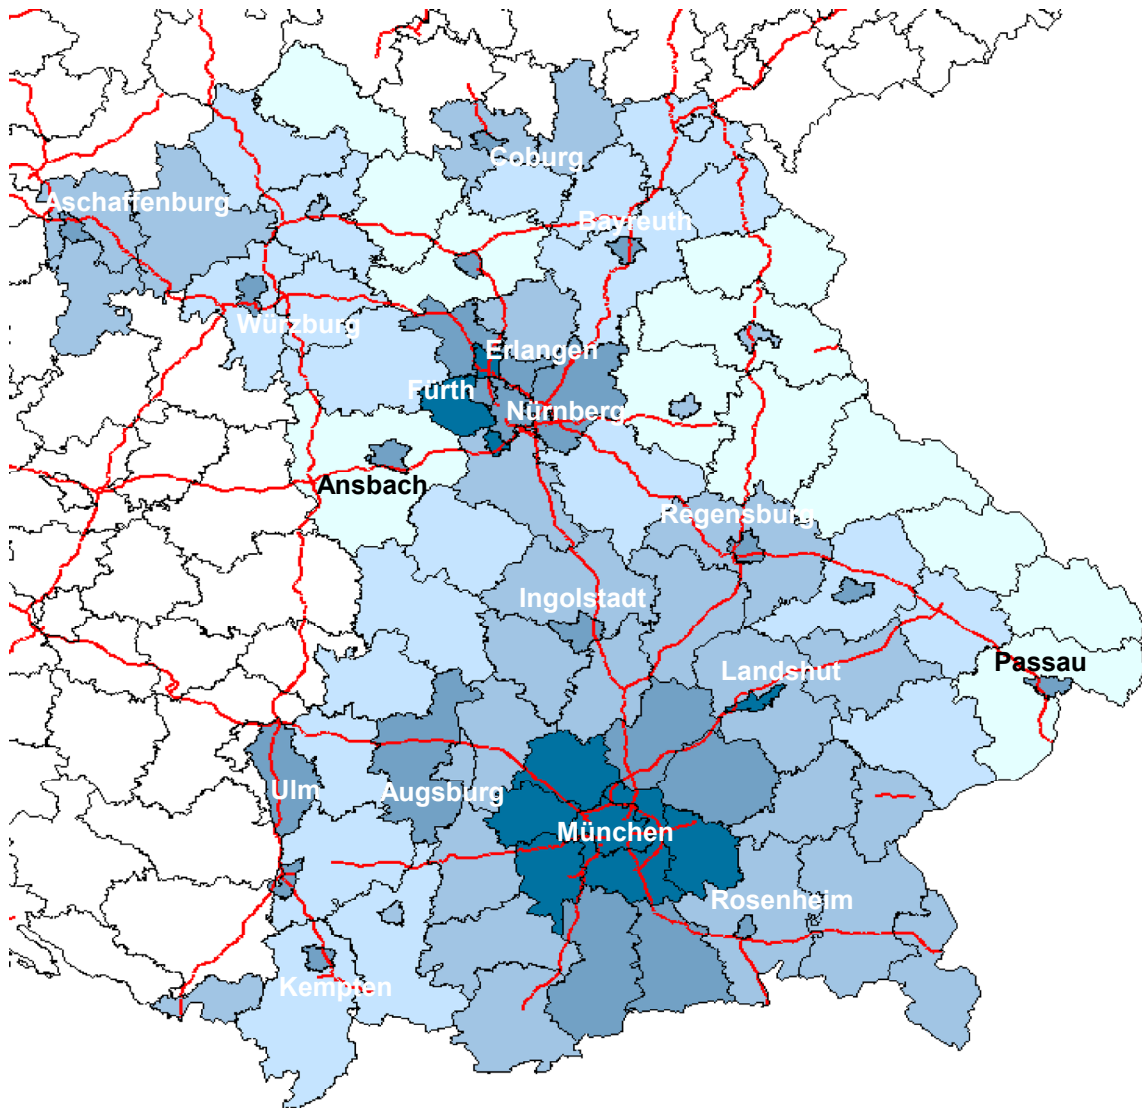 Coburg
Aschaffenburg
Bayreuth
Würzburg
Erlangen
Fürth
Nürnberg
Ansbach
Regensburg
Ingolstadt
Passau
Landshut
Ulm
Augsburg
München
Rosenheim
Kempten